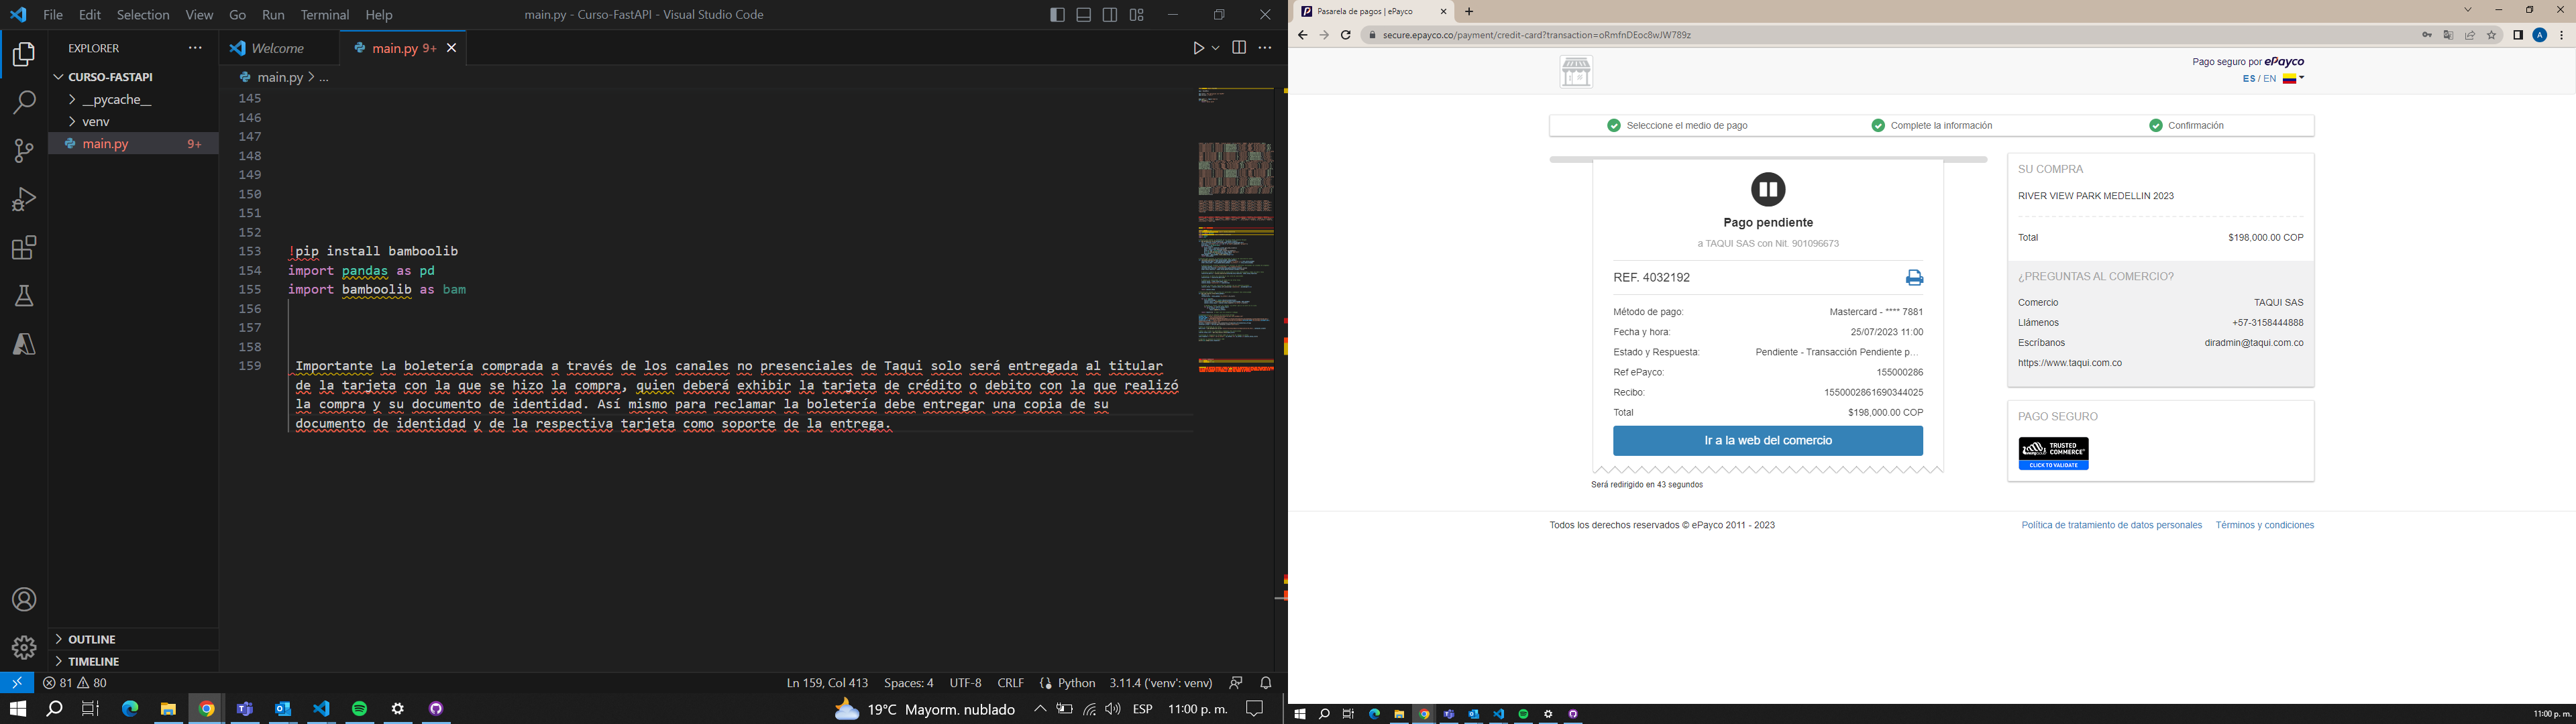 File Edit Selection View Go Run Terminal Help
main.py - Curso-FastAPI - Visual Studio Code
EXPLORER
CURSO-FASTAPI
__pycache__
venv
main.py 9+
OUTLINE
TIMELINE
Welcome
main.py 9+
main.py > ...
145
146
147
148
149
150
151
152
153 !pip install bamboolib
154 import pandas as pd
155 import bamboolib as bam
156
157
158
159 Importante La boletería comprada a través de los canales no presenciales de Taqui solo será entregada al titular
de la tarjeta con la que se hizo la compra, quien deberá exhibir la tarjeta de crédito o debito con la que realizó
la compra y su documento de identidad. Así mismo para reclamar la boletería debe entregar una copia de su
documento de identidad y de la respectiva tarjeta como soporte de la entrega.
81 80
Ln 159, Col 413 Spaces: 4 UTF-8 CRLF Python 3.11.4 ('venv': venv)
19°C Mayorm. nublado ESP 11:00 p. m.
Pasarela de pagos | ePayco
secure.epayco.co/payment/credit-card?transaction=oRmfnDEoc8wJW789z
A
Pago seguro por ePayco
ES / EN
Seleccione el medio de pago
Complete la información
Confirmación
Pago pendiente
a TAQUI SAS con Nit. 901096673
REF. 4032192
Método de pago: Mastercard - **** 7881
Fecha y hora: 25/07/2023 11:00
Estado y Respuesta: Pendiente - Transacción Pendiente p...
Ref ePayco: 155000286
Recibo: 1550002861690344025
Total $198,000.00 COP
Ir a la web del comercio
Será redirigido en 43 segundos
SU COMPRA
RIVER VIEW PARK MEDELLIN 2023
Total $198,000.00 COP
¿PREGUNTAS AL COMERCIO?
Comercio TAQUI SAS
Llámenos +57-3158444888
Escríbanos diradmin@taqui.com.co
https://www.taqui.com.co
PAGO SEGURO
TRUSTED
COMMERCE
CLICK TO VALIDATE
Todos los derechos reservados © ePayco 2011 - 2023
Política de tratamiento de datos personales Términos y condiciones
11:00 p. m.